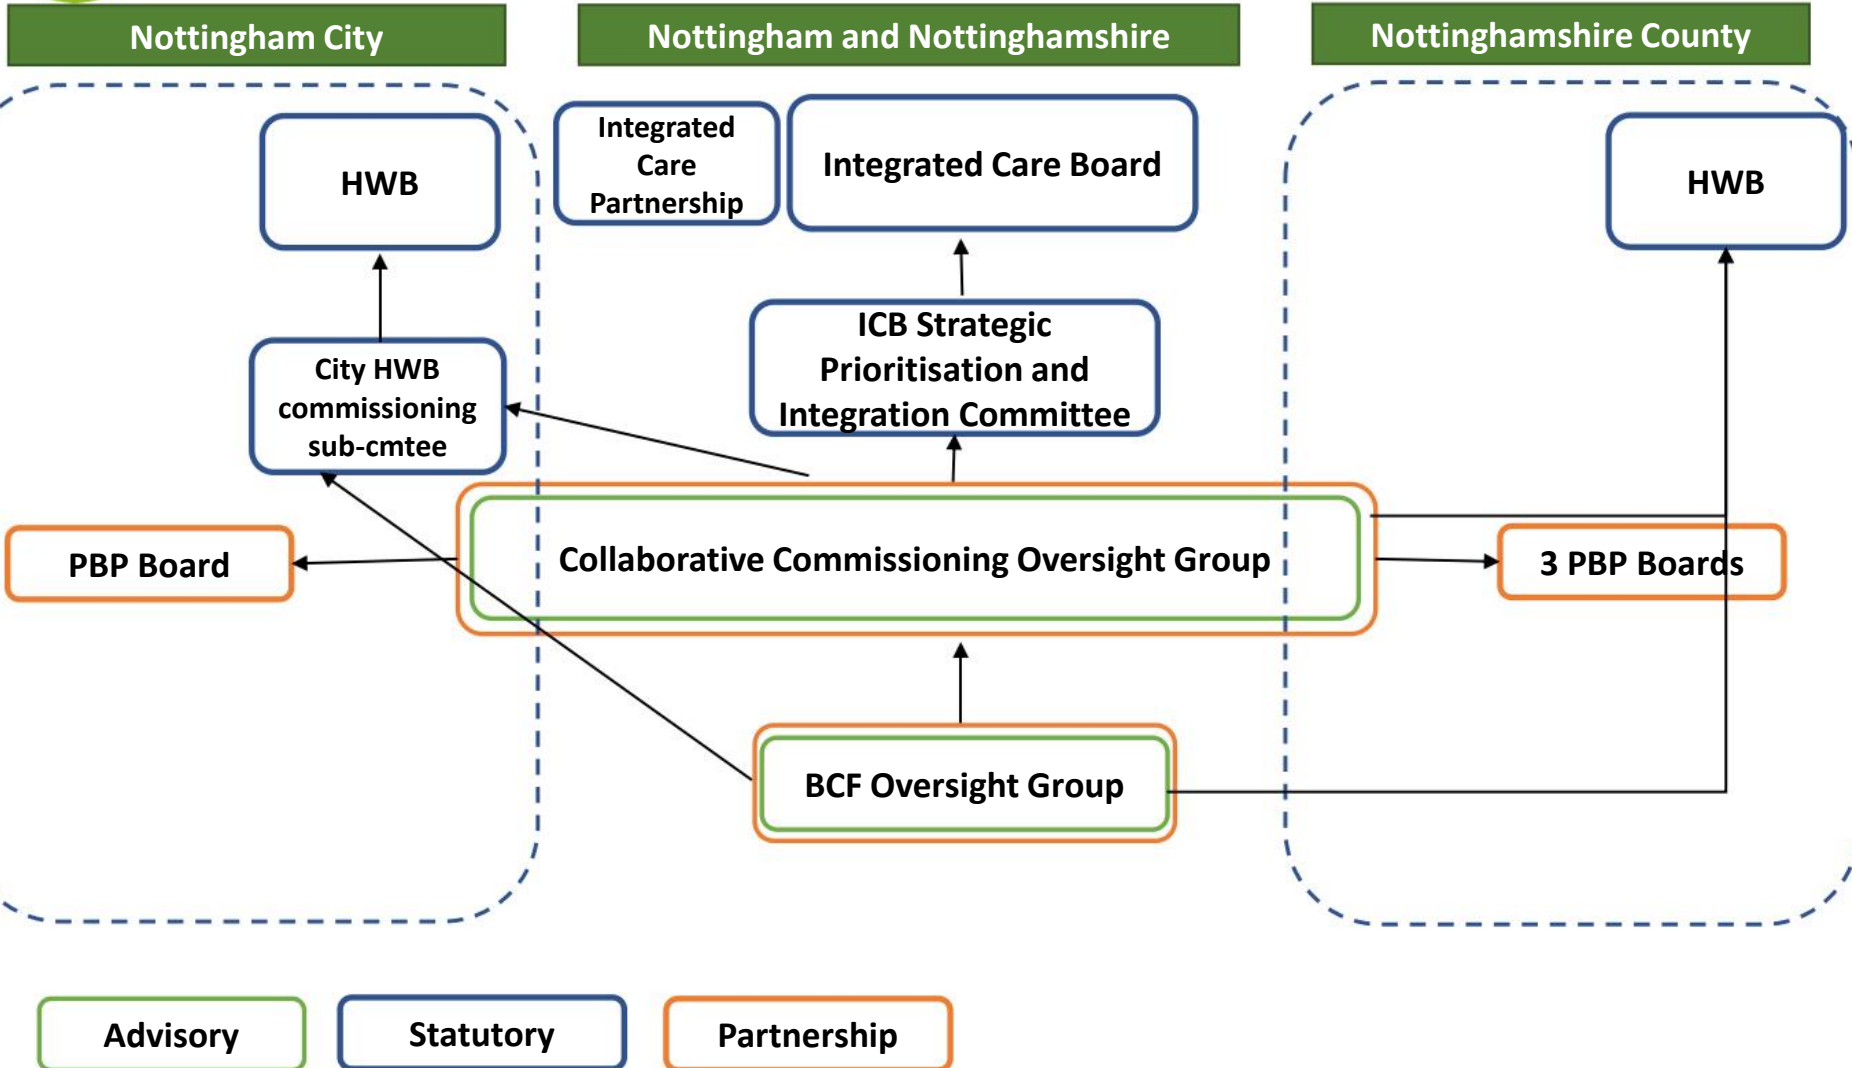 Nottingham City
Nottingham and Nottinghamshire
Nottinghamshire County
HWB
Integrated
Care
Partnership
Integrated Care Board
HWB
City HWB
commissioning
sub-cmtee
ICB Strategic
Prioritisation and
Integration Committee
PBP Board
Collaborative Commissioning Oversight Group
3 PBP Boards
BCF Oversight Group
Advisory
Statutory
Partnership